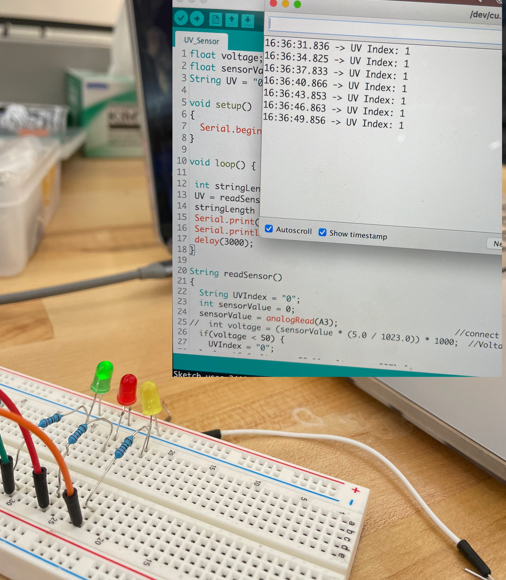 /dev/cu.
UV_Sensor
16:36:31.836 -> UV Index: 1
16:36:34.825 -> UV Index: 1
16:36:37.833 -> UV Index: 1
16:36:40.866 -> UV Index: 1
16:36:43.853 -> UV Index: 1
16:36:46.863 -> UV Index: 1
16:36:49.856 -> UV Index: 1
Autoscroll Show timestamp
1 float voltage;
2 float sensorVa
3 String UV = "0
4
5 void setup()
6 {
7 Serial.begin
8 }
9
10 void loop() {
11
12 int stringLen
13 UV = readSens
14 stringLength
15 Serial.print(
16 Serial.printl
17 delay(3000);
18 }
19
20 String readSensor()
21 {
22 String UVIndex = "0";
23 int sensorValue = 0;
24 sensorValue = analogRead(A3); //connect
25 // int voltage = (sensorValue * (5.0 / 1023.0)) * 1000; //Volta
26 if(voltage < 50) {
27 UVIndex = "0";
+
-
5
10
15
20
25
30
a b c d e